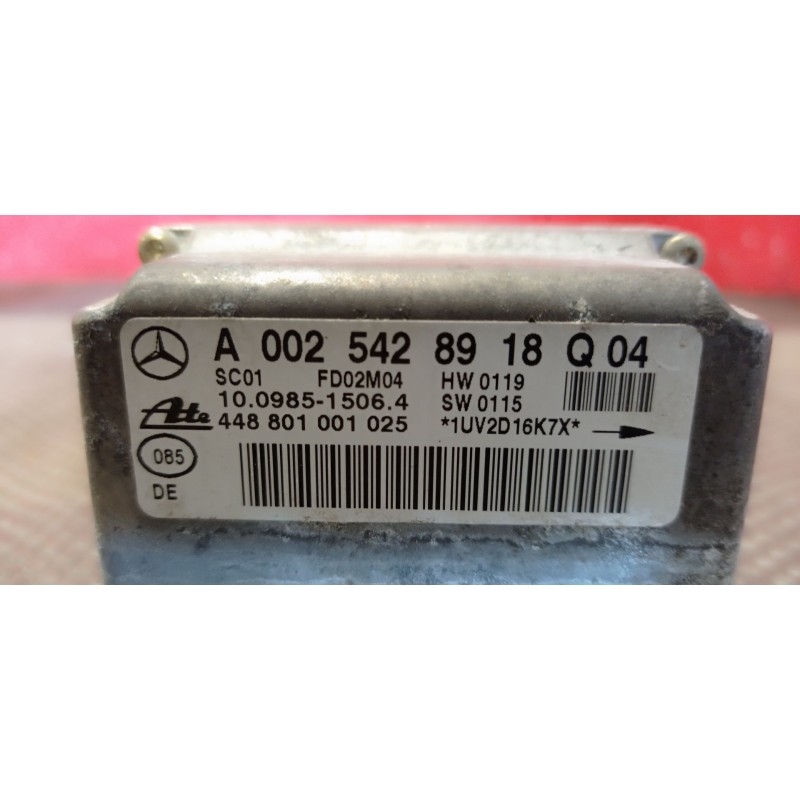 A 002 542 89 18 Q 04
SC01 FD02M04 HW 0119
10.0985-1506.4 SW 0115
Ate 448 801 001 025 *1UV2D16K7X*
085
DE